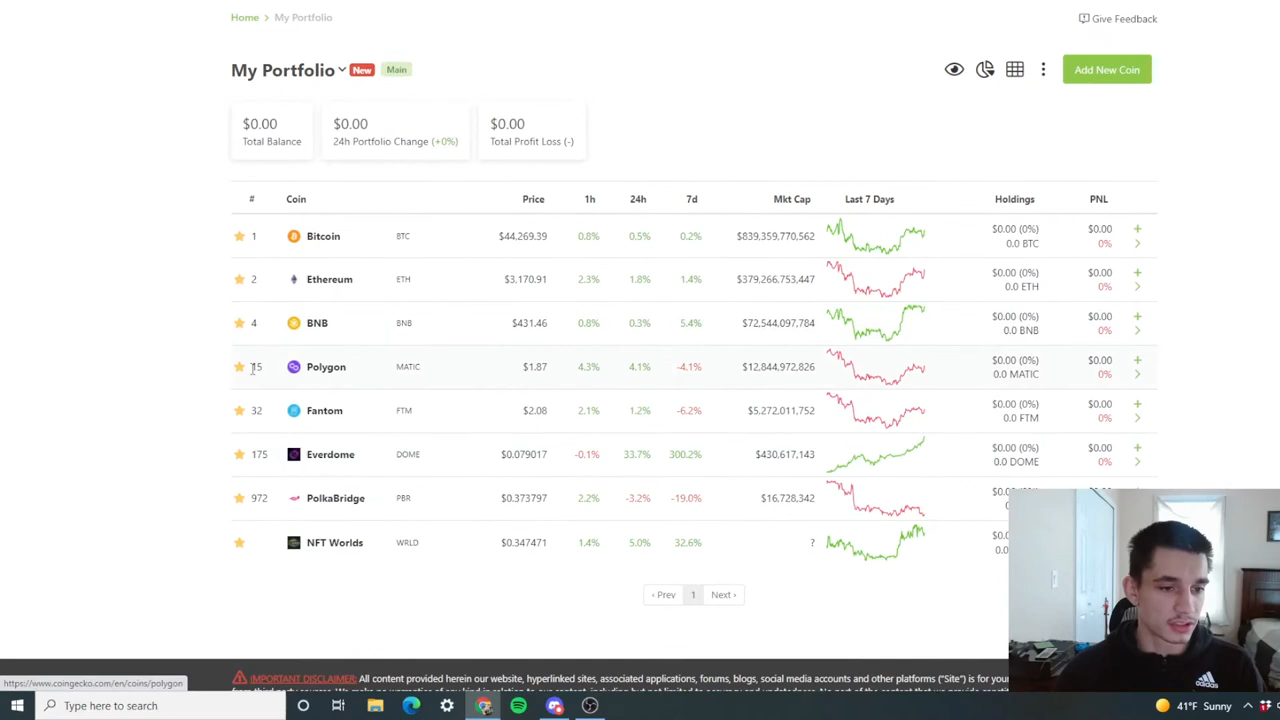 Home > My Portfolio
Give Feedback
My Portfolio New Main
Add New Coin
$0.00 $0.00 $0.00
Total Balance 24h Portfolio Change (+0%) Total Profit Loss (-)
# Coin Price 1h 24h 7d Mkt Cap Last 7 Days Holdings PNL
1 Bitcoin BTC $44,269.39 0.8% 0.5% 0.2% $839,359,770,562 $0.00 (0%) $0.00 +
0.0 BTC 0% >
2 Ethereum ETH $3,170.91 2.3% 1.8% 1.4% $379,266,753,447 $0.00 (0%) $0.00 +
0.0 ETH 0% >
4 BNB BNB $431.46 0.8% 0.3% 5.4% $72,544,097,784 $0.00 (0%) $0.00 +
0.0 BNB 0% >
15 Polygon MATIC $1.87 4.3% 4.1% -4.1% $12,844,972,826 $0.00 (0%) $0.00 +
0.0 MATIC 0% >
32 Fantom FTM $2.08 2.1% 1.2% -6.2% $5,272,011,752 $0.00 (0%) $0.00 +
0.0 FTM 0% >
175 Everdome DOME $0.079017 -0.1% 33.7% 300.2% $430,617,143 $0.00 (0%) $0.00 +
0.0 DOME 0% >
972 PolkaBridge PBR $0.373797 2.2% -3.2% -19.0% $16,728,342
NFT Worlds WRLD $0.347471 1.4% 5.0% 32.6% ?
‹ Prev 1 Next ›
IMPORTANT DISCLAIMER: All content provided herein our website, hyperlinked sites, associated applications, forums, blogs, social media accounts and other platforms ("Site") is for
https://www.coingecko.com/en/coins/polygon
adidas
Type here to search
41°F Sunny